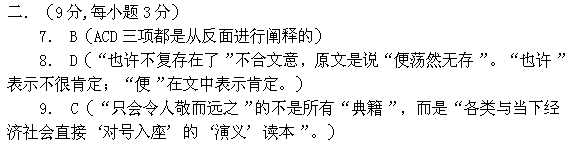 二．（9分,每小题3分）
7. B（ACD三项都是从反面进行阐释的）
8. D（“也许不复存在了”不合文意，原文是说“便荡然无存”。“也许”
表示不很肯定；“便”在文中表示肯定。）
9. C（“只会令人敬而远之”的不是所有“典籍”，而是“各类与当下经
济社会直接‘对号入座’的‘演义’读本”。）